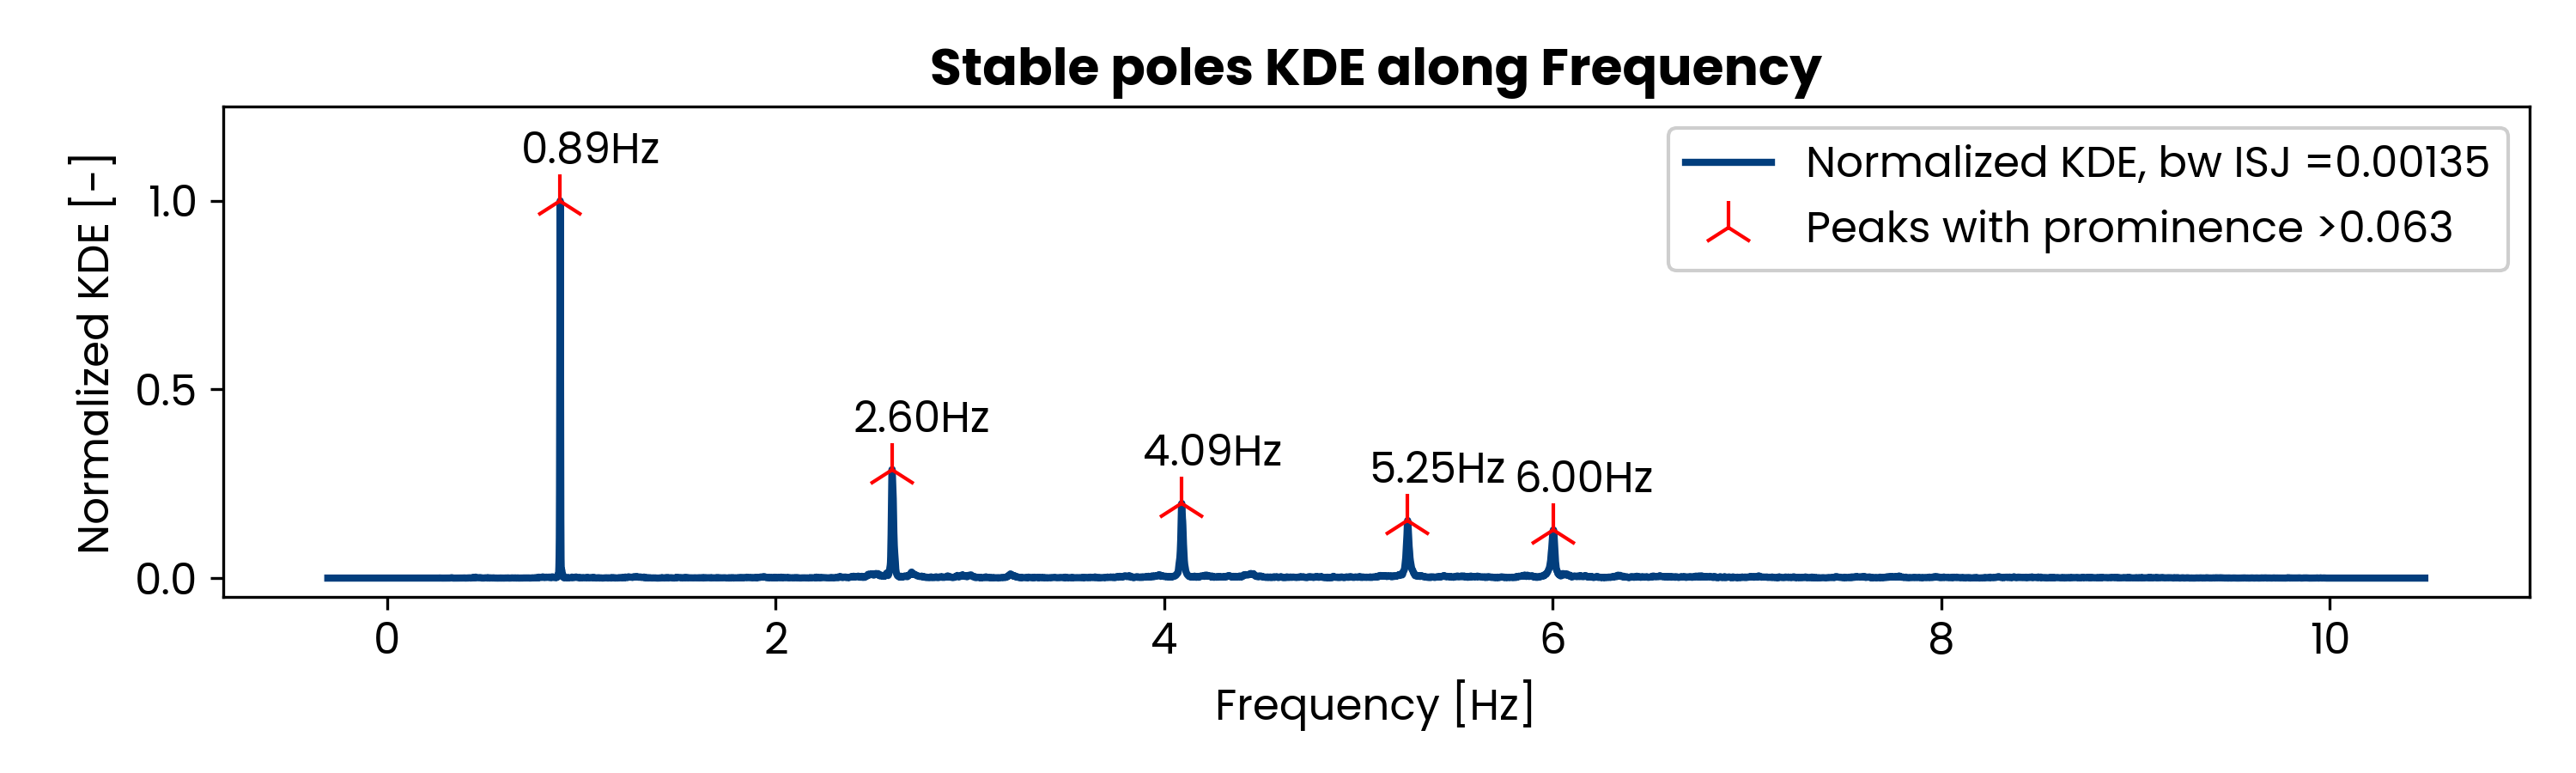 Stable poles KDE along Frequency
Normalized KDE [-]
1.0
0.5
0.0
0.89Hz
2.60Hz
4.09Hz
5.25Hz
6.00Hz
Normalized KDE, bw ISJ =0.00135
Peaks with prominence >0.063
0
2
4
6
8
10
Frequency [Hz]